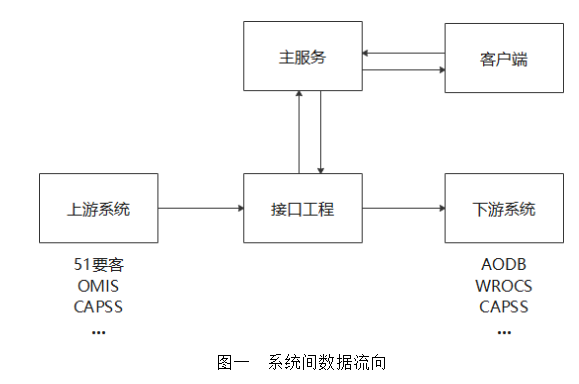 主服务
客户端
上游系统
接口工程
下游系统
51要客
OMIS
CAPSS
...
AODB
WROCS
CAPSS
...
图一 系统间数据流向